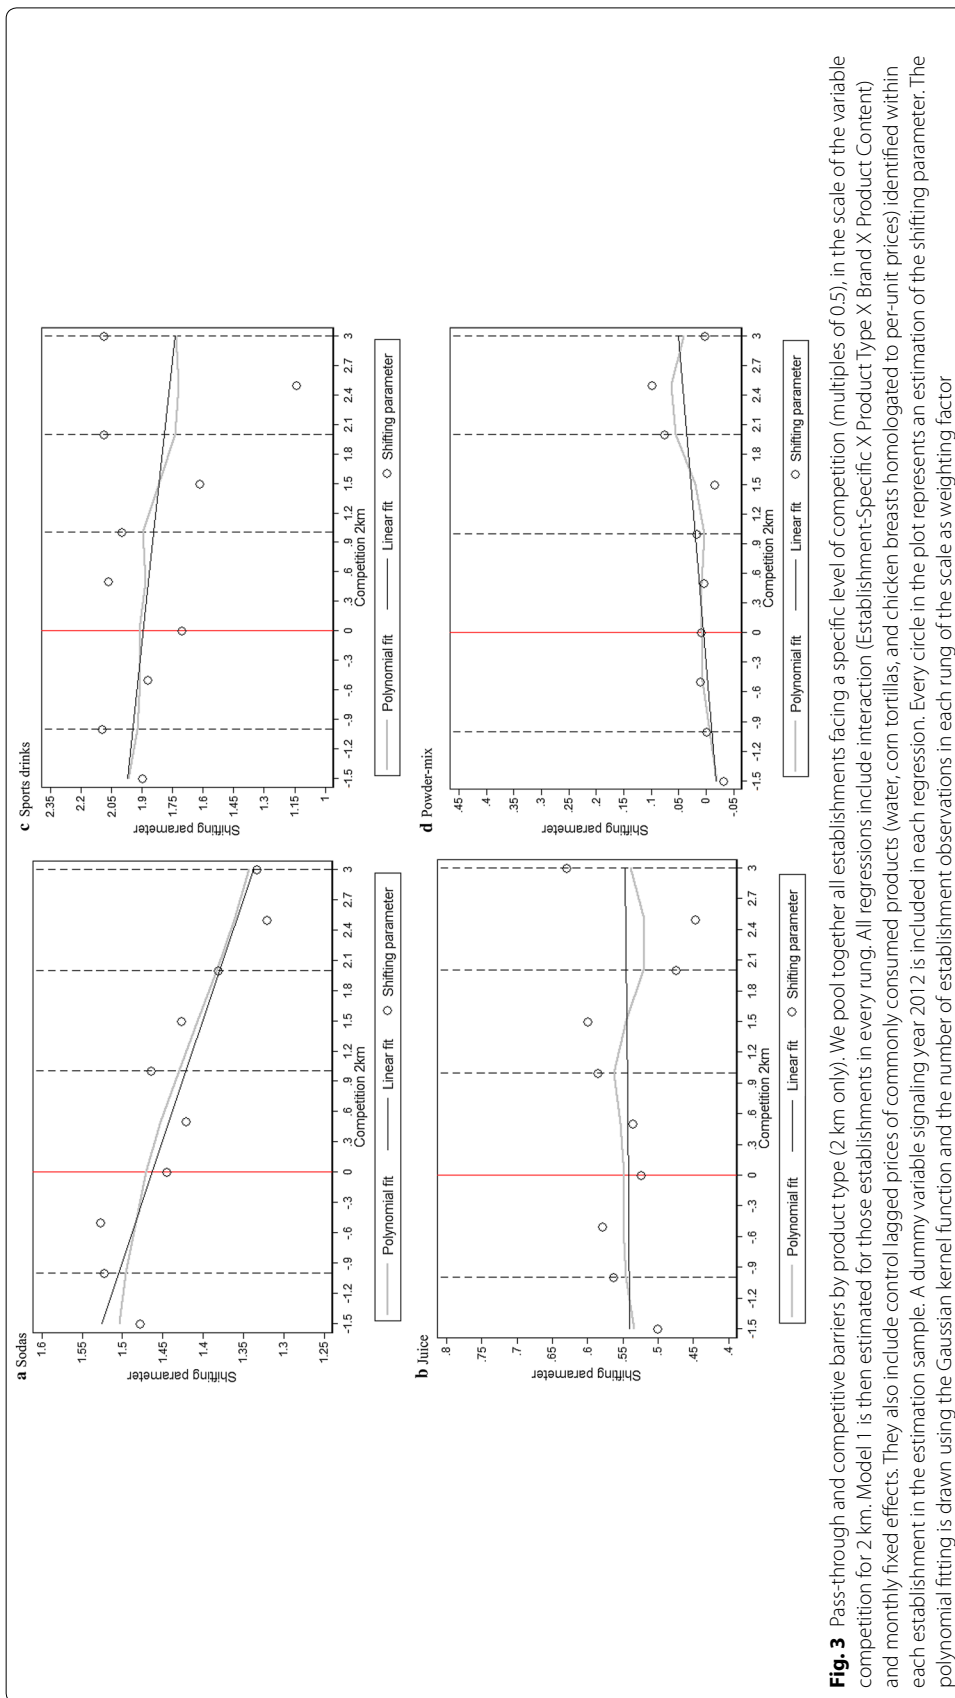 a Sodas
Shifting parameter
1.6
1.55
1.5
1.45
1.4
1.35
1.3
1.25
-1.5 -1.2 -.9 -.6 -.3 0 .3 .6 .9 1.2 1.5 1.8 2.1 2.4 2.7 3
Competition 2km
Polynomial fit Linear fit Shifting parameter
c Sports drinks
Shifting parameter
2.35
2.2
2.05
1.9
1.75
1.6
1.45
1.3
1.15
1
-1.5 -1.2 -.9 -.6 -.3 0 .3 .6 .9 1.2 1.5 1.8 2.1 2.4 2.7 3
Competition 2km
Polynomial fit Linear fit Shifting parameter
b Juice
Shifting parameter
.8
.75
.7
.65
.6
.55
.5
.45
.4
-1.5 -1.2 -.9 -.6 -.3 0 .3 .6 .9 1.2 1.5 1.8 2.1 2.4 2.7 3
Competition 2km
Polynomial fit Linear fit Shifting parameter
d Powder-mix
Shifting parameter
.45
.4
.35
.3
.25
.2
.15
.1
.05
0
-.05
-1.5 -1.2 -.9 -.6 -.3 0 .3 .6 .9 1.2 1.5 1.8 2.1 2.4 2.7 3
Competition 2km
Polynomial fit Linear fit Shifting parameter
Fig. 3 Pass-through and competitive barriers by product type (2 km only). We pool together all establishments facing a specific level of competition (multiples of 0.5), in the scale of the variable
competition for 2 km. Model 1 is then estimated for those establishments in every rung. All regressions include interaction (Establishment-Specific X Product Type X Brand X Product Content)
and monthly fixed effects. They also include control lagged prices of commonly consumed products (water, corn tortillas, and chicken breasts homologated to per-unit prices) identified within
each establishment in the estimation sample. A dummy variable signaling year 2012 is included in each regression. Every circle in the plot represents an estimation of the shifting parameter. The
polynomial fitting is drawn using the Gaussian kernel function and the number of establishment observations in each rung of the scale as weighting factor